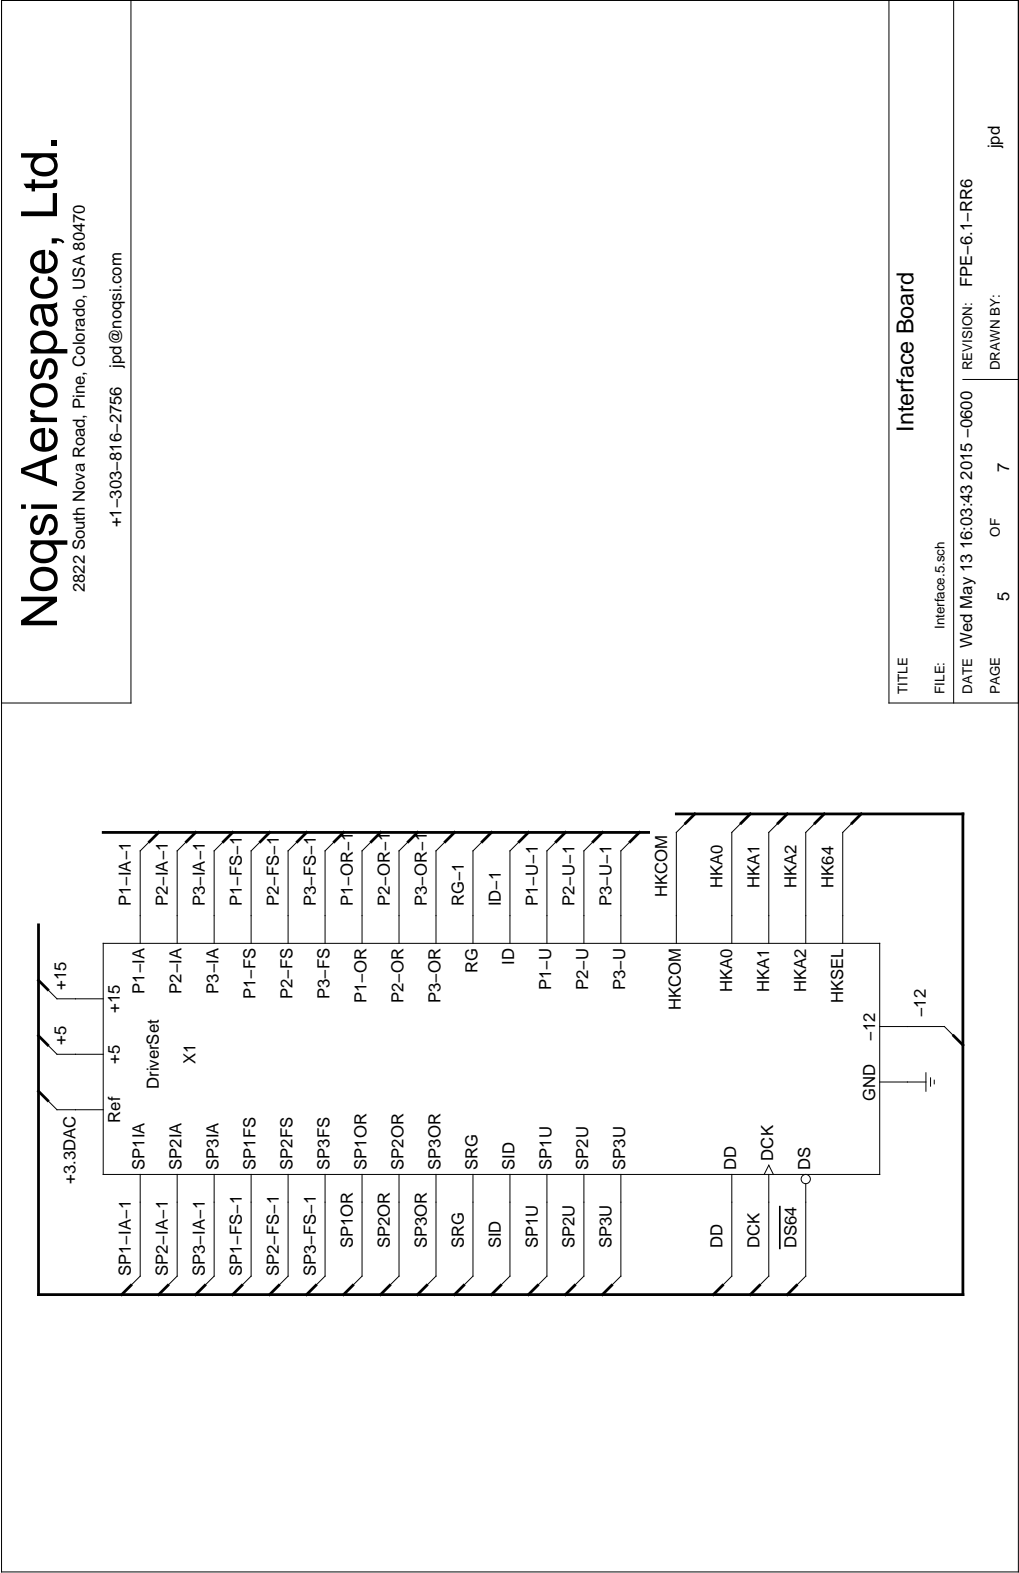 Noqsi Aerospace, Ltd.
2822 South Nova Road, Pine, Colorado, USA 80470
+1−303−816−2756 jpd@noqsi.com
+3.3DAC
+5
+15
Ref
+5
+15
DriverSet
X1
SP1−IA−1 SP1IA P1−IA P1−IA−1
SP2−IA−1 SP2IA P2−IA P2−IA−1
SP3−IA−1 SP3IA P3−IA P3−IA−1
SP1−FS−1 SP1FS P1−FS P1−FS−1
SP2−FS−1 SP2FS P2−FS P2−FS−1
SP3−FS−1 SP3FS P3−FS P3−FS−1
SP1OR SP1OR P1−OR P1−OR−1
SP2OR SP2OR P2−OR P2−OR−1
SP3OR SP3OR P3−OR P3−OR−1
SRG SRG RG RG−1
SID SID ID ID−1
SP1U SP1U P1−U P1−U−1
SP2U SP2U P2−U P2−U−1
SP3U SP3U P3−U P3−U−1
HKCOM HKCOM
DD DD HKA0 HKA0
DCK DCK HKA1 HKA1
DS64 DS HKA2 HKA2
HKSEL HK64
GND −12
−12
TITLE
Interface Board
FILE: Interface.5.sch
DATE Wed May 13 16:03:43 2015 −0600 REVISION: FPE−6.1−RR6
PAGE 5 OF 7 DRAWN BY: jpd